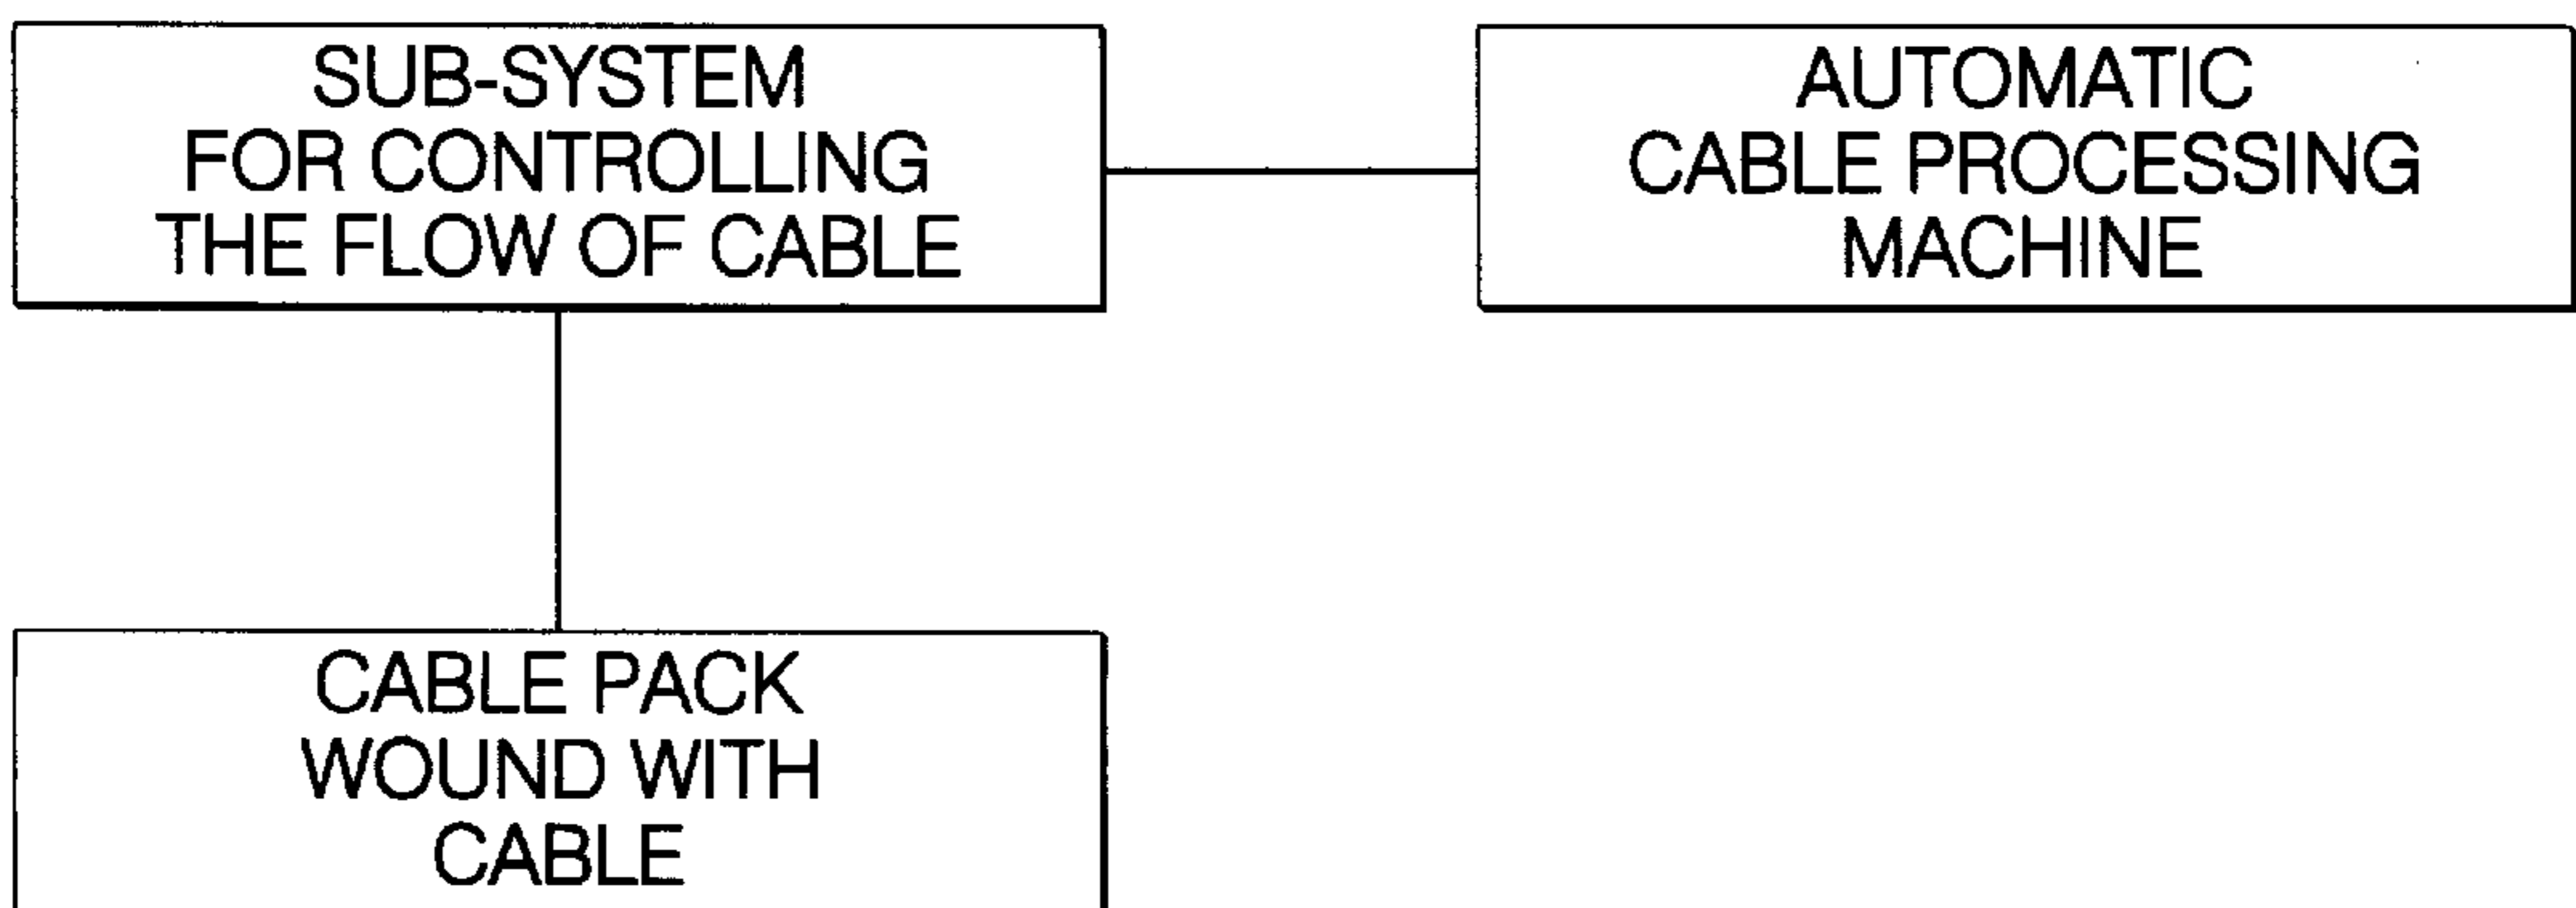 SUB-SYSTEM
FOR CONTROLLING
THE FLOW OF CABLE
AUTOMATIC
CABLE PROCESSING
MACHINE
CABLE PACK
WOUND WITH
CABLE